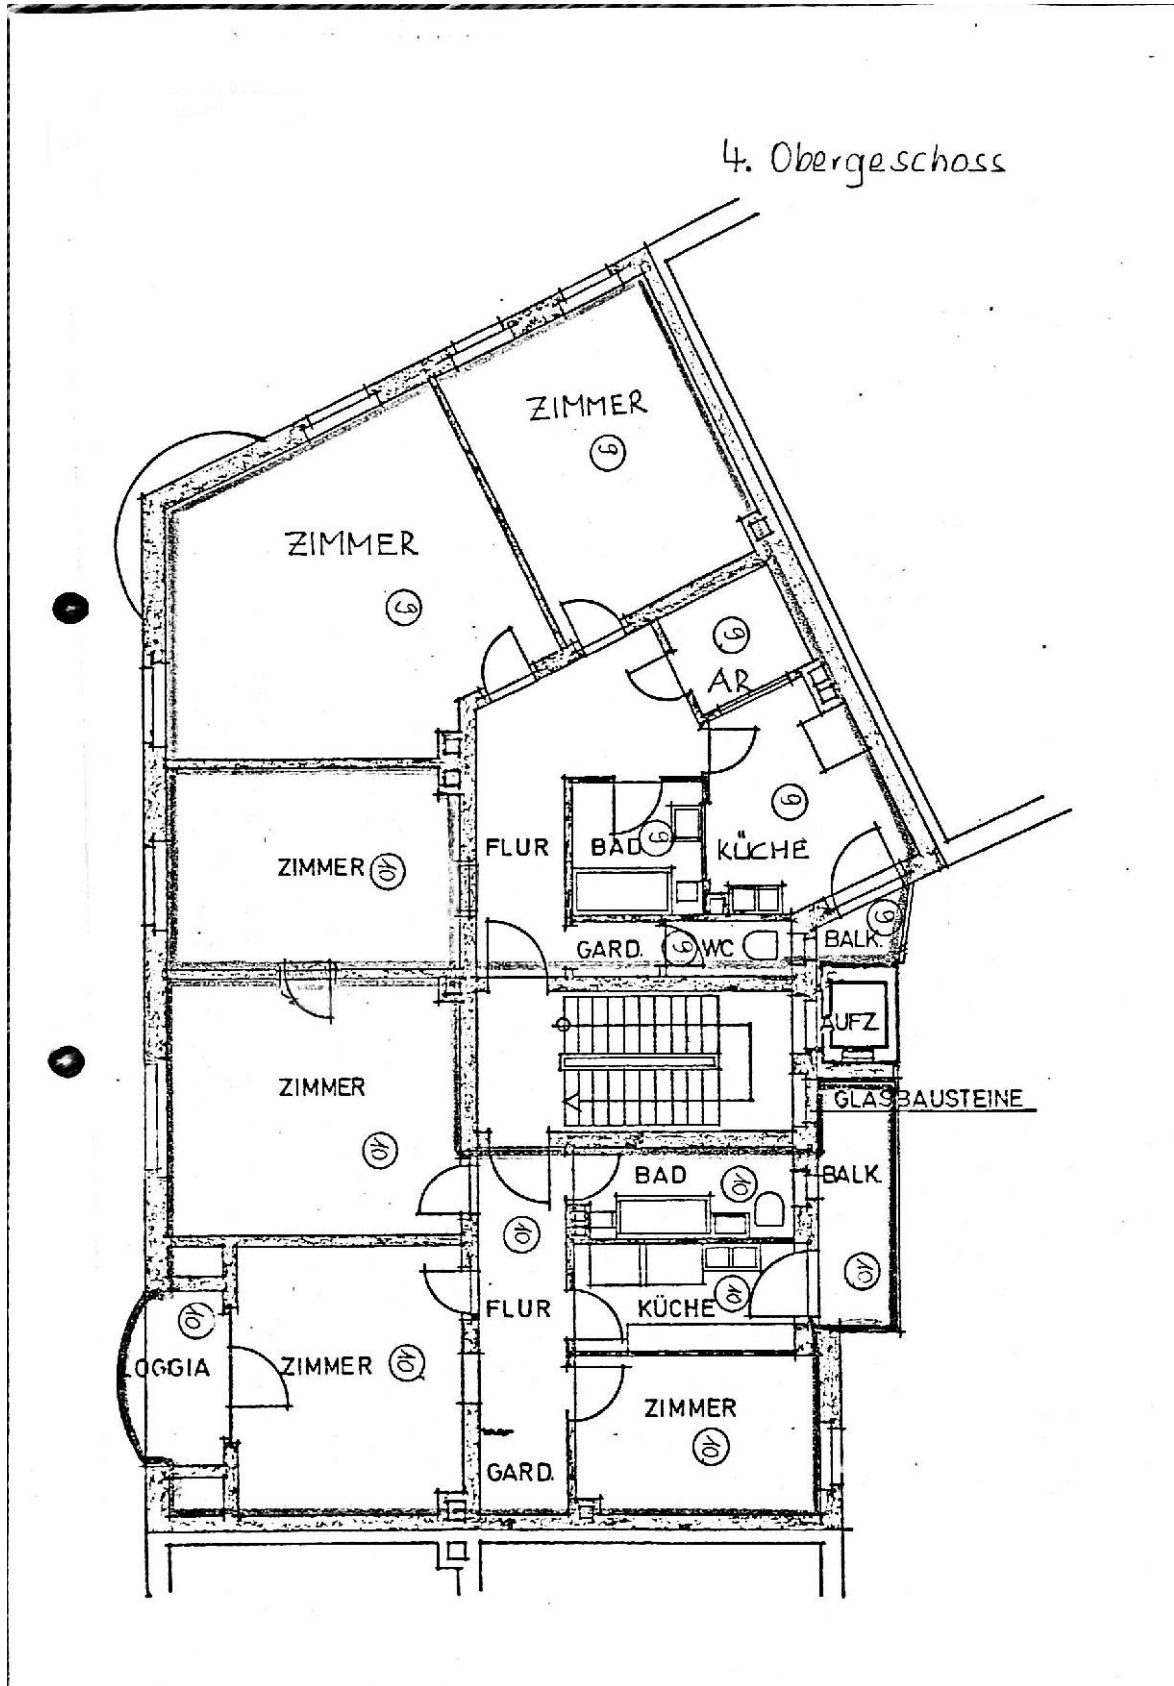 4. Obergeschoss
ZIMMER
9
ZIMMER
9
9
AR
ZIMMER
10
FLUR
BAD
9
9
KÜCHE
GARD.
9
WC
9
BALK.
AUFZ.
ZIMMER
10
GLASBAUSTEINE
BAD
10
BALK.
10
10
LOGGIA
10
ZIMMER
10
FLUR
KÜCHE
10
ZIMMER
10
GARD.